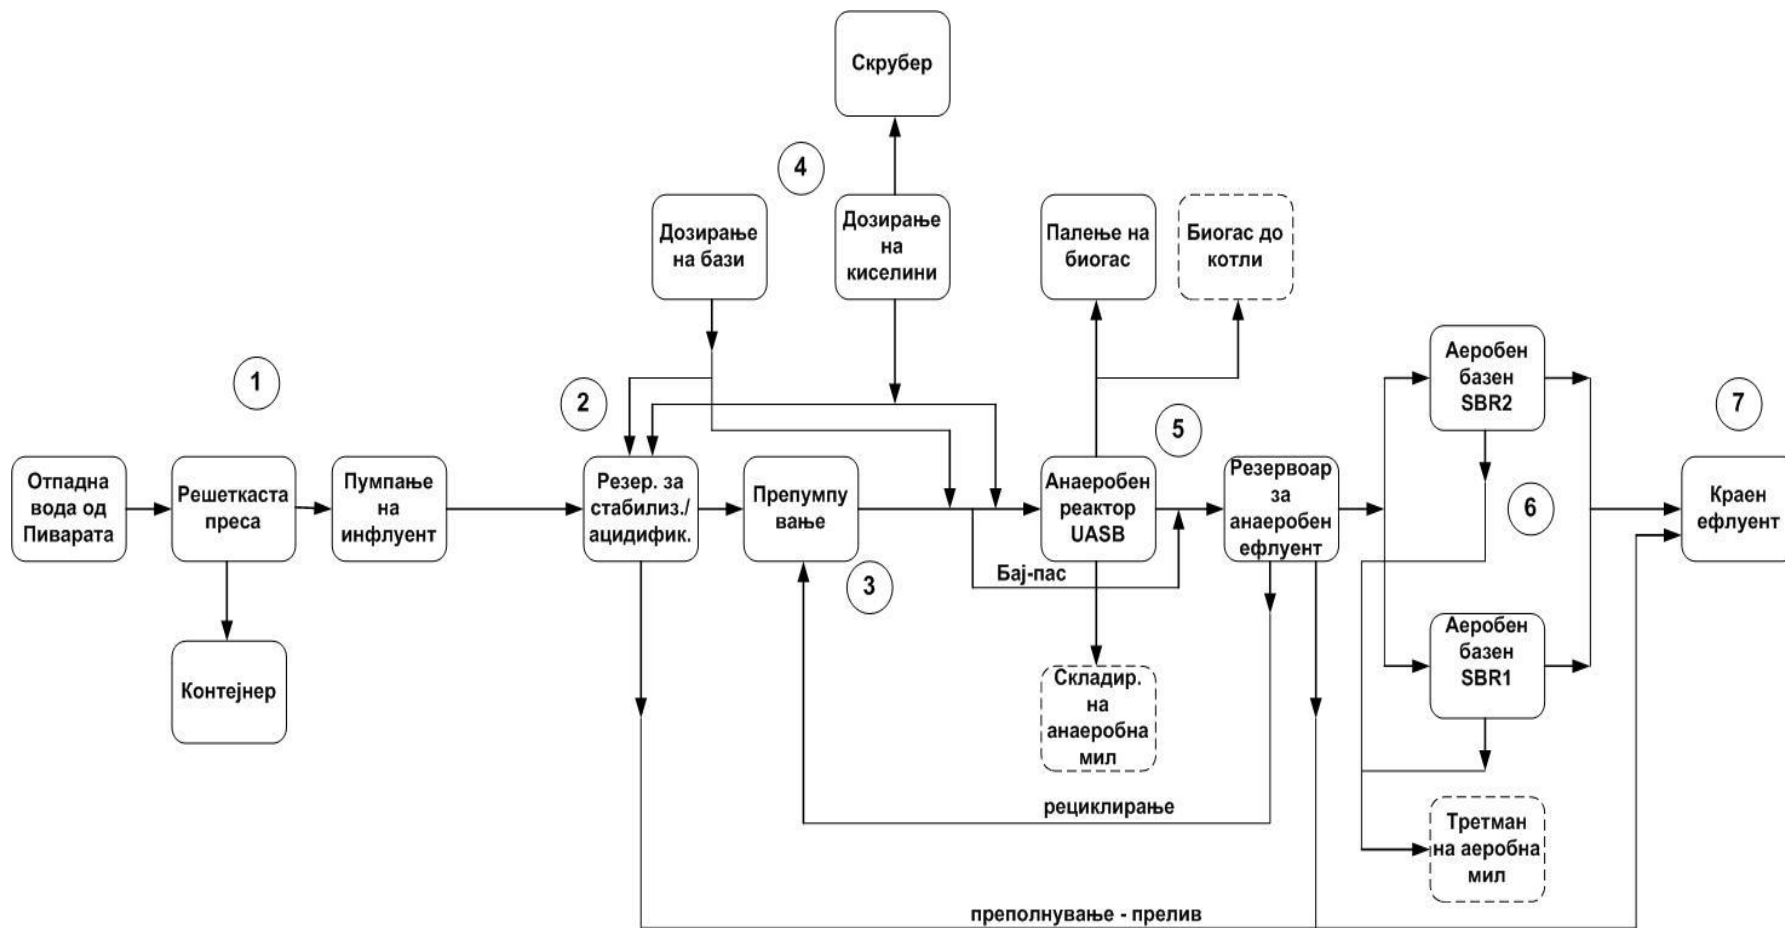 Скрубер
4
Дозирање
на бази
Дозирање
на
киселини
Палење на
биогас
Биогас до
котли
1
2
5
Аеробен
базен
SBR2
7
Отпадна
вода од
Пиварата
Решеткаста
преса
Пумпање
на
инфлуент
Резер. за
стабилиз./
ацидифик.
Препумпу
вање
Анаеробен
реактор
UASB
Резервоар
за
анаеробен
ефлуент
6
Краен
ефлуент
3
Бај-пас
Контејнер
Складир.
на
анаеробна
мил
Аеробен
базен
SBR1
рециклирање
Третман
на аеробна
мил
преполнување - прелив